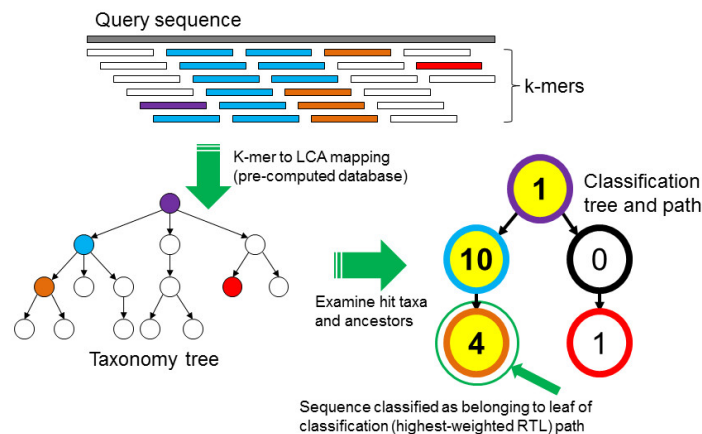 Query sequence
k-mers
K-mer to LCA mapping
(pre-computed database)
Classification
tree and path
1
10
0
4
1
Examine hit taxa
and ancestors
Taxonomy tree
Sequence classified as belonging to leaf of
classification (highest-weighted RTL) path